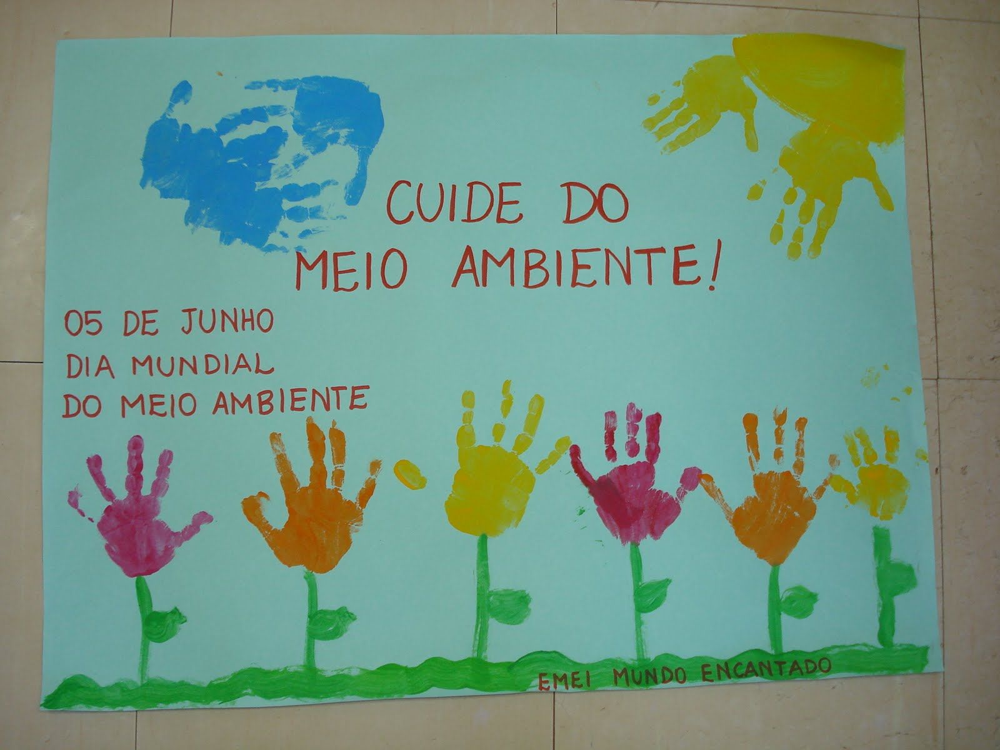 CUIDE DO
MEIO AMBIENTE!
05 DE JUNHO
DIA MUNDIAL
DO MEIO AMBIENTE
EMEI MUNDO ENCANTADO